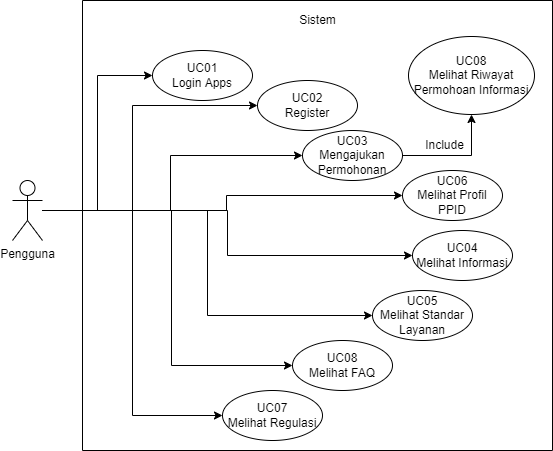 Sistem
UC01
Login Apps
UC02
Register
UC08
Melihat Riwayat
Permohoan Informasi
UC03
Mengajukan
Permohonan
Include
Pengguna
UC06
Melihat Profil
PPID
UC04
Melihat Informasi
UC05
Melihat Standar
Layanan
UC08
Melihat FAQ
UC07
Melihat Regulasi